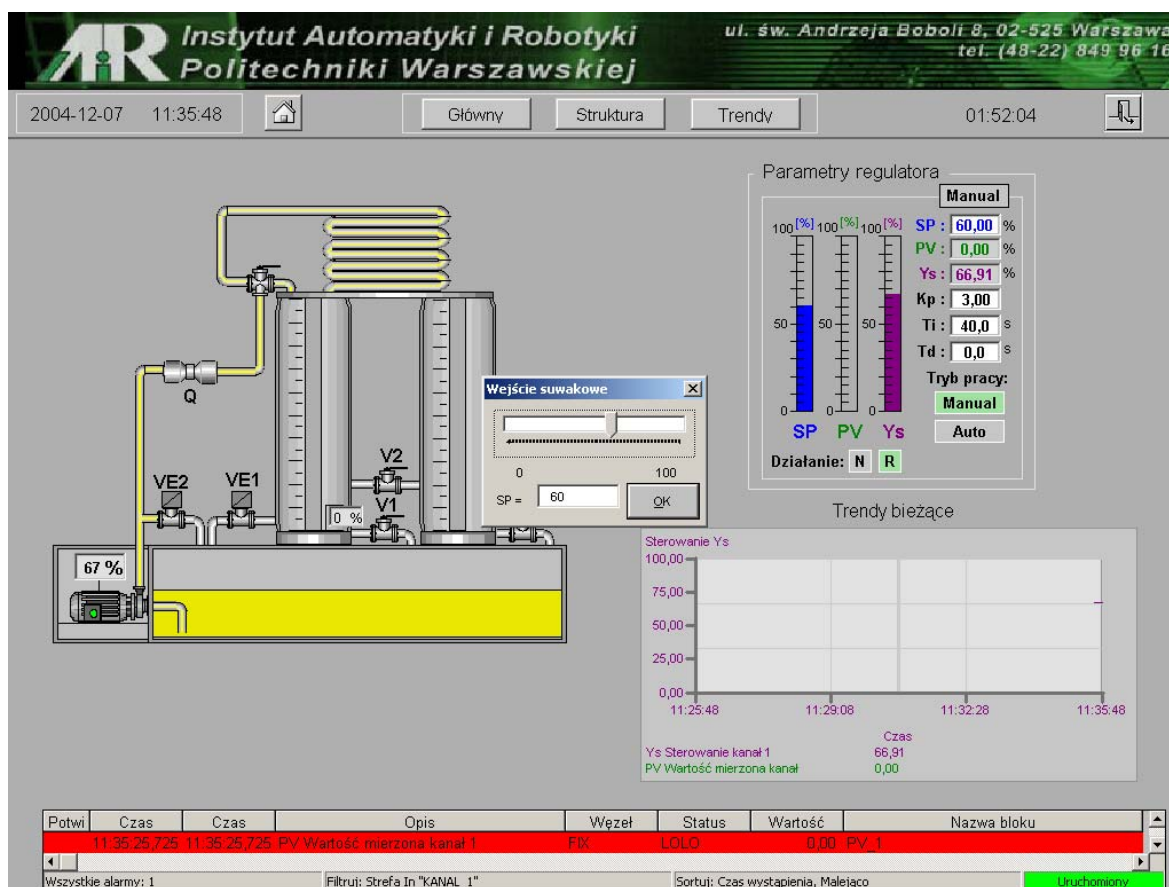 AiR
Instytut Automatyki i Robotyki
Politechniki Warszawskiej
ul. św. Andrzeja Boboli 8, 02-525 Warszawa
tel. (48-22) 849 96 16
2004-12-07 11:35:48 Główny Struktura Trendy 01:52:04
Parametry regulatora
Manual
100 [%] 100 [%] 100 [%]
50 50 50
0 0 0
SP PV Ys
SP : 60,00 %
PV : 0,00 %
Ys : 66,91 %
Kp : 3,00
Ti : 40,0 s
Td : 0,0 s
Tryb pracy:
Manual
Auto
Działanie: N R
Q
VE2 VE1
V2
V1
0 %
67 %
Wejście suwakowe
0 100
SP = 60 OK
Trendy bieżące
Sterowanie Ys
100,00
75,00
50,00
25,00
0,00
11:25:48 11:29:08 11:32:28 11:35:48
Czas
Ys Sterowanie kanał 1 66,91
PV Wartość mierzona kanał 0,00
Potwi Czas Czas Opis Węzeł Status Wartość Nazwa bloku
11:35:25,725 11:35:25,725 PV Wartość mierzona kanał 1 FIX LOLO 0,00 PV_1
Wszystkie alarmy: 1 Filtruj: Strefa In "KANAL_1" Sortuj: Czas wystąpienia, Malejąco Uruchomiony